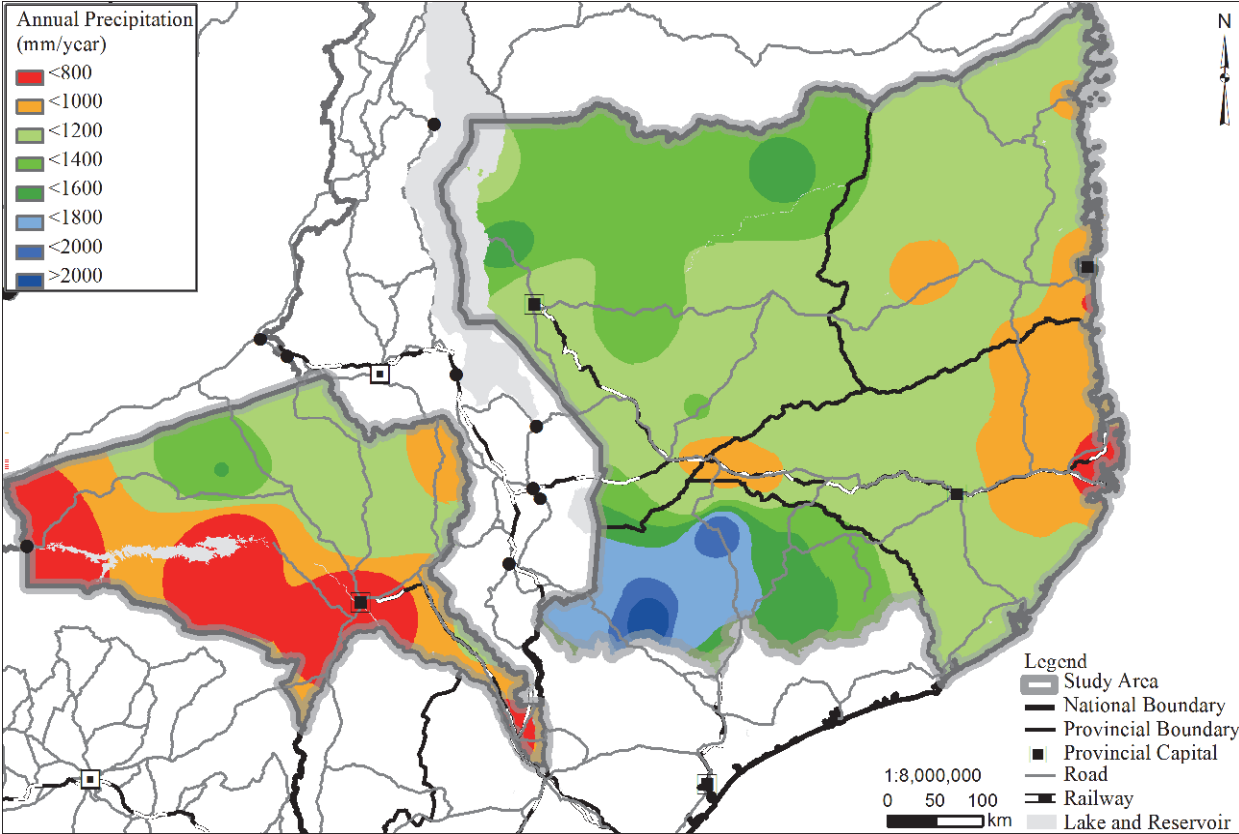 Annual Precipitation
(mm/year)
<800
<1000
<1200
<1400
<1600
<1800
<2000
>2000
N
Legend
Study Area
National Boundary
Provincial Boundary
Provincial Capital
Road
Railway
Lake and Reservoir
1:8,000,000
0 50 100
km